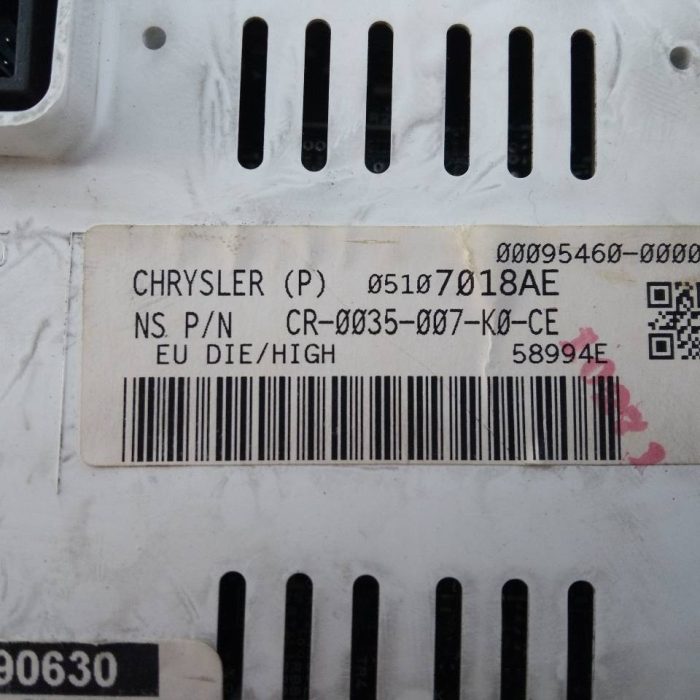 00095460-0000
CHRYSLER (P) 05107018AE
NS P/N CR-0035-007-K0-CE
EU DIE/HIGH 58994E
90630